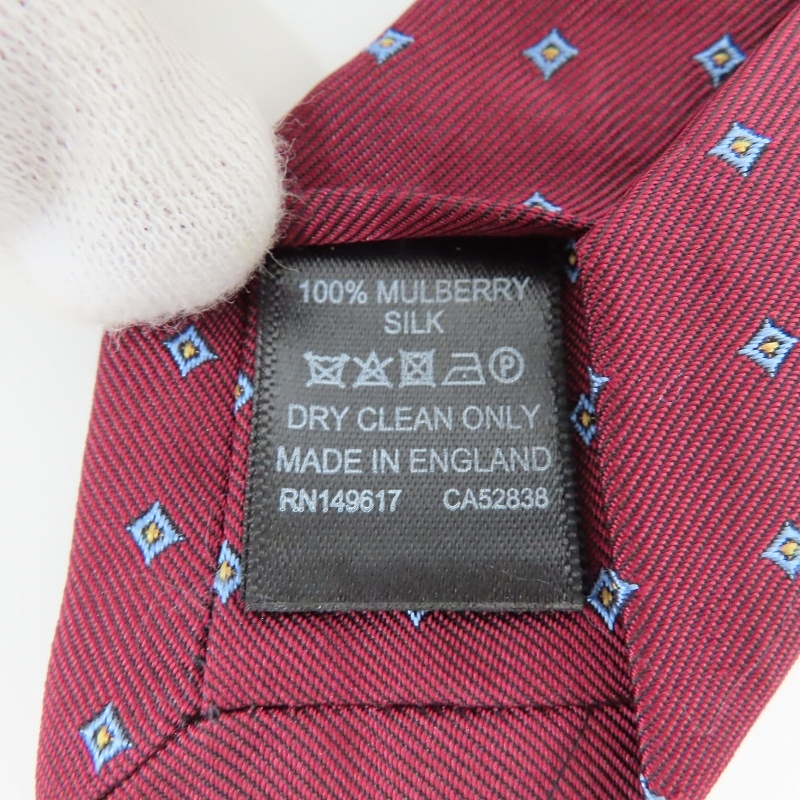 100% MULBERRY
SILK
P
DRY CLEAN ONLY
MADE IN ENGLAND
RN149617 CA52838